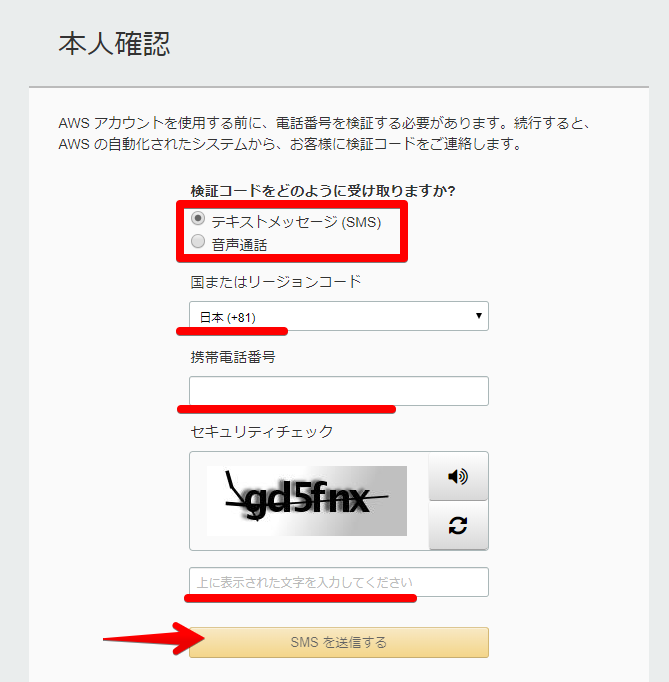 本人確認
AWS アカウントを使用する前に、電話番号を検証する必要があります。続行すると、
AWS の自動化されたシステムから、お客様に検証コードをご連絡します。
検証コードをどのように受け取りますか?
テキストメッセージ (SMS)
音声通話
国またはリージョンコード
日本 (+81)
携帯電話番号
セキュリティチェック
gd5fnx
上に表示された文字を入力してください
SMS を送信する